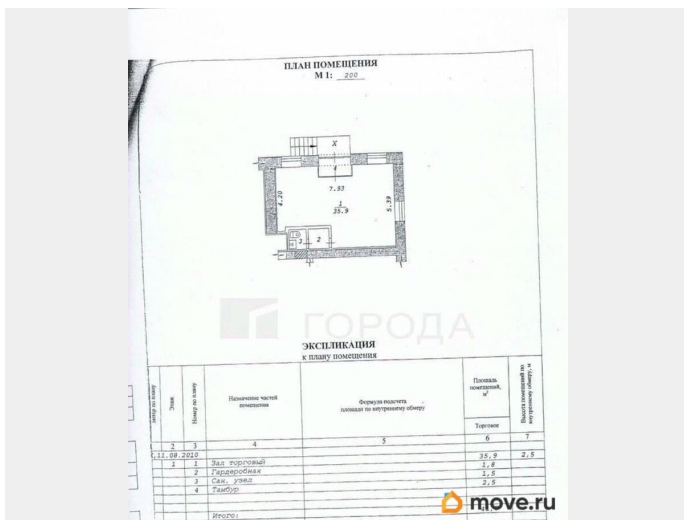 ПЛАН ПОМЕЩЕНИЯ
М 1: 200
X
4
7.93
4.20
1
35.9
5.39
3
2
ГОРОДА
ЭКСПЛИКАЦИЯ
к плану помещения
Этаж
Номер по плану
Назначение частей помещения
Формула подсчета площади по внутреннему обмеру
Площадь помещений, м²
Торговое
Высота помещений по внутреннему обмеру, м
2 3 4 5 6 7
11.08.2010
1 1 Зал торговый 35,9 2,5
2 Гардеробная 1,8
3 Сан. узел 1,5
4 Тамбур 2,5
Итого:
move.ru